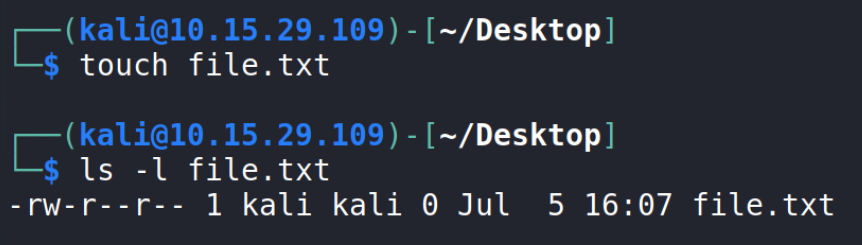 ┌──(kali@10.15.29.109)-[~/Desktop]
└─$ touch file.txt
┌──(kali@10.15.29.109)-[~/Desktop]
└─$ ls -l file.txt
-rw-r--r-- 1 kali kali 0 Jul  5 16:07 file.txt